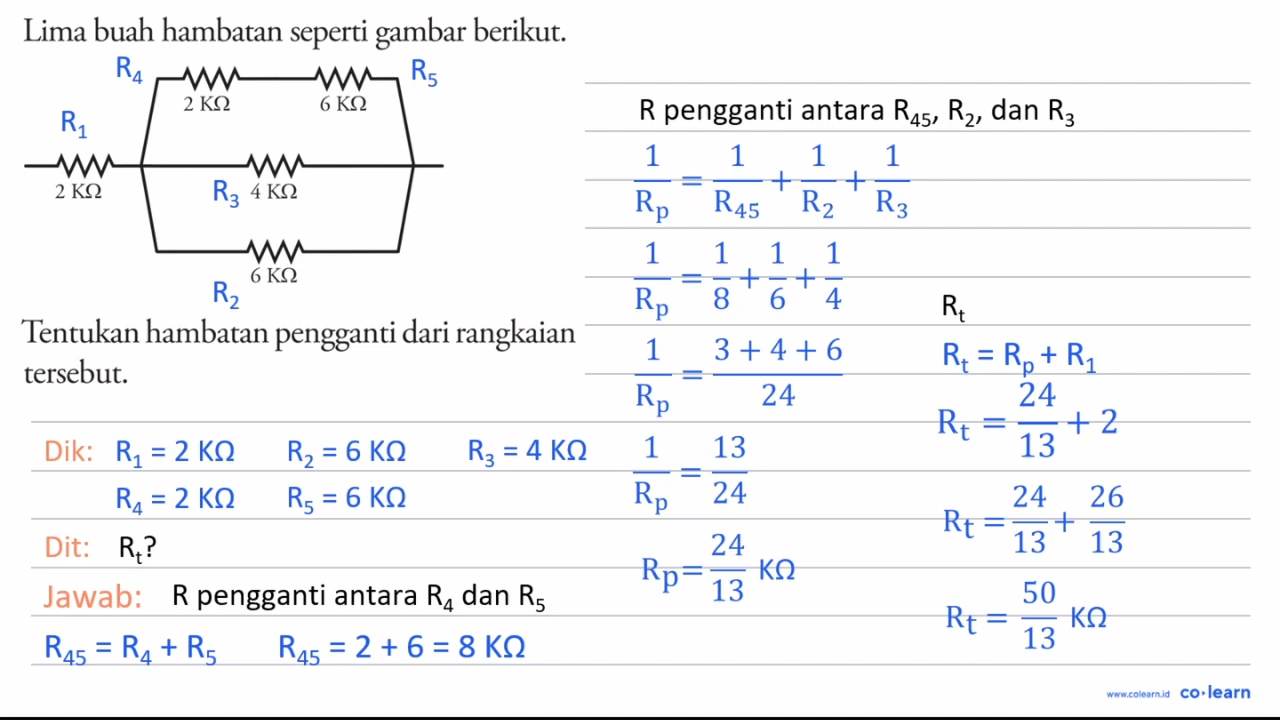 Lima buah hambatan seperti gambar berikut.
R₄ R₅
2 KΩ 6 KΩ
R₁
2 KΩ R₃ 4 KΩ
6 KΩ
R₂
Tentukan hambatan pengganti dari rangkaian
tersebut.
Dik: R₁ = 2 KΩ R₂ = 6 KΩ R₃ = 4 KΩ
R₄ = 2 KΩ R₅ = 6 KΩ
Dit: Rₜ?
Jawab: R pengganti antara R₄ dan R₅
R₄₅ = R₄ + R₅ R₄₅ = 2 + 6 = 8 KΩ
R pengganti antara R₄₅, R₂, dan R₃
1/Rₚ = 1/R₄₅ + 1/R₂ + 1/R₃
1/Rₚ = 1/8 + 1/6 + 1/4
1/Rₚ = (3 + 4 + 6)/24
1/Rₚ = 13/24
Rₚ = 24/13 KΩ
Rₜ
Rₜ = Rₚ + R₁
Rₜ = 24/13 + 2
Rₜ = 24/13 + 26/13
Rₜ = 50/13 KΩ
www.colearn.id co·learn